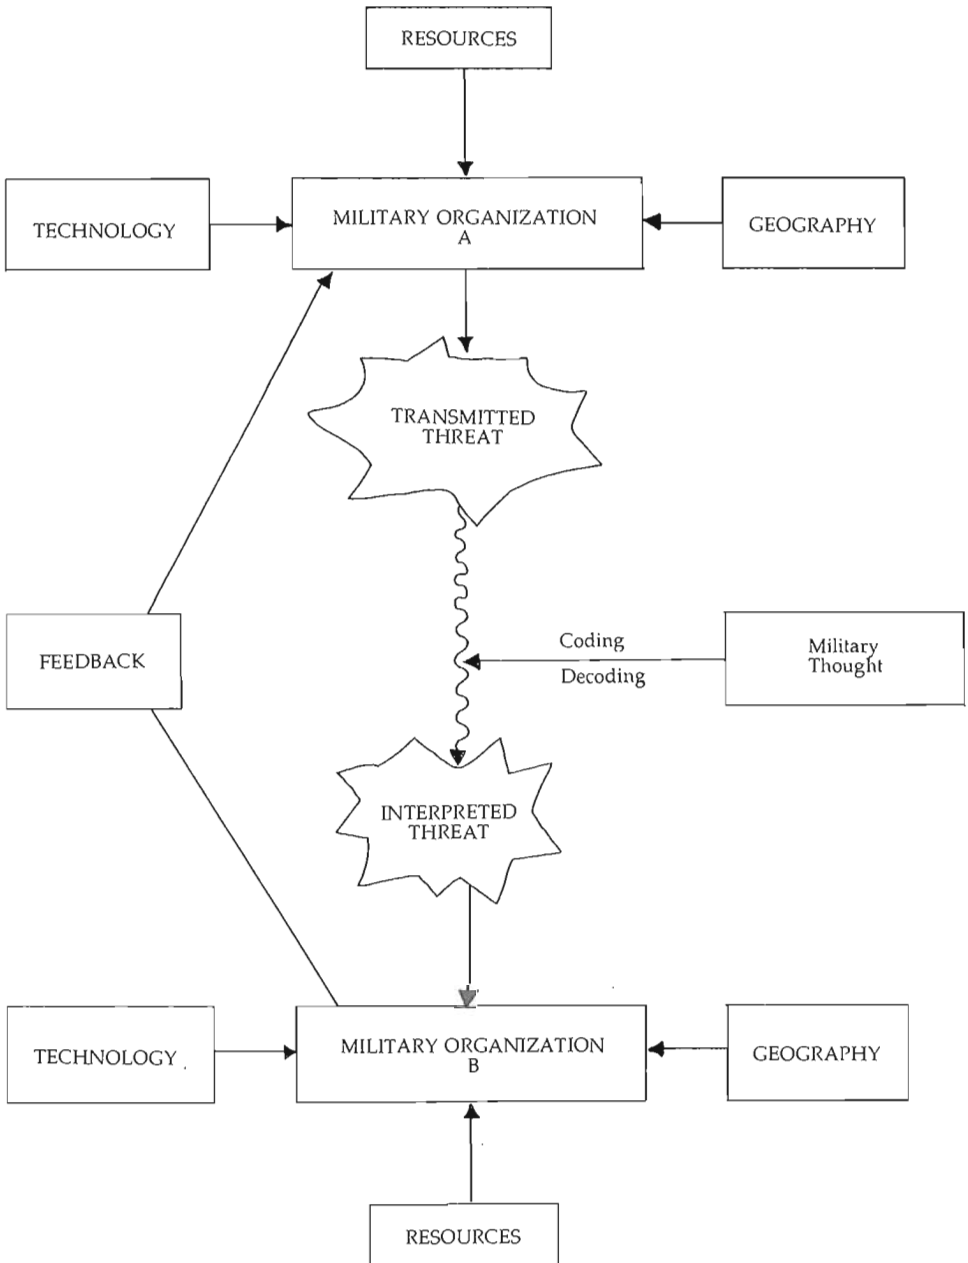 RESOURCES
TECHNOLOGY
MILITARY ORGANIZATION
A
GEOGRAPHY
TRANSMITTED
THREAT
FEEDBACK
Coding
Decoding
Military
Thought
INTERPRETED
THREAT
TECHNOLOGY
MILITARY ORGANIZATION
B
GEOGRAPHY
RESOURCES